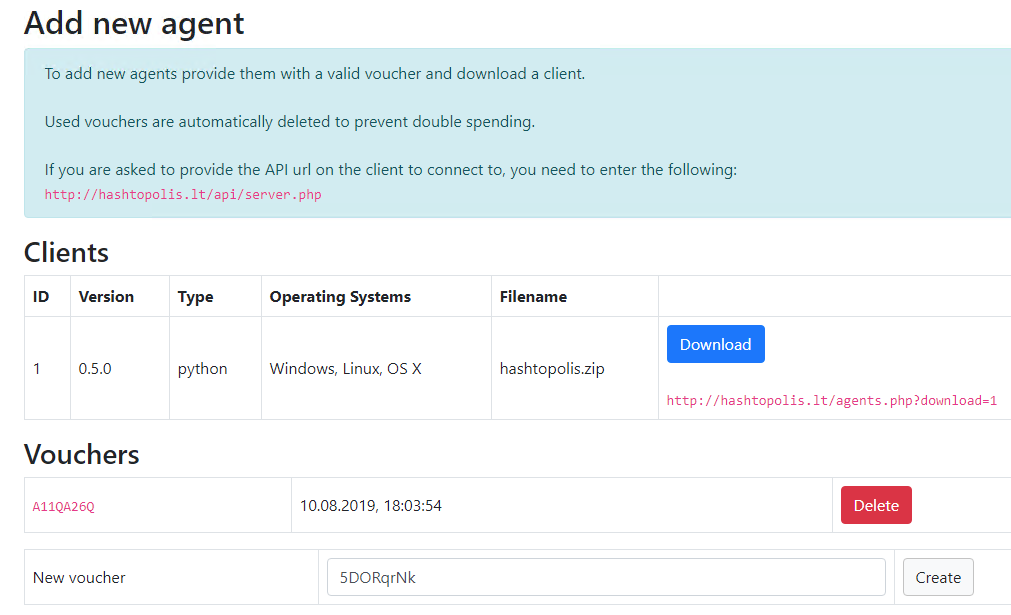 Add new agent
To add new agents provide them with a valid voucher and download a client.
Used vouchers are automatically deleted to prevent double spending.
If you are asked to provide the API url on the client to connect to, you need to enter the following:
http://hashtopolis.lt/api/server.php
Clients
ID Version Type Operating Systems Filename
1 0.5.0 python Windows, Linux, OS X hashtopolis.zip Download
http://hashtopolis.lt/agents.php?download=1
Vouchers
A11QA26Q 10.08.2019, 18:03:54 Delete
New voucher 5DORqrNk Create